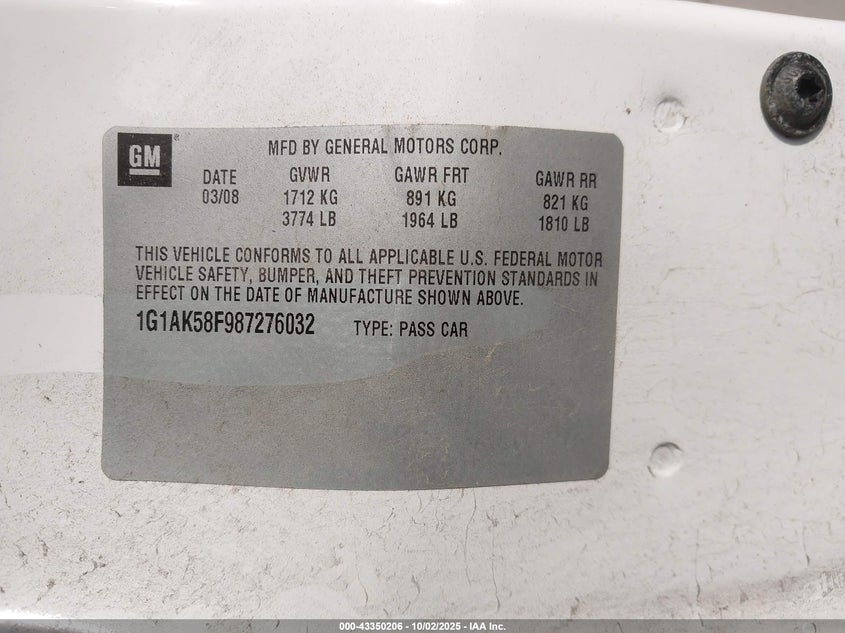 GM
MFD BY GENERAL MOTORS CORP.
DATE GVWR GAWR FRT GAWR RR
03/08 1712 KG 891 KG 821 KG
3774 LB 1964 LB 1810 LB
THIS VEHICLE CONFORMS TO ALL APPLICABLE U.S. FEDERAL MOTOR
VEHICLE SAFETY, BUMPER, AND THEFT PREVENTION STANDARDS IN
EFFECT ON THE DATE OF MANUFACTURE SHOWN ABOVE.
1G1AK58F987276032 TYPE: PASS CAR
000-43350206 - 10/02/2025 - IAA Inc.